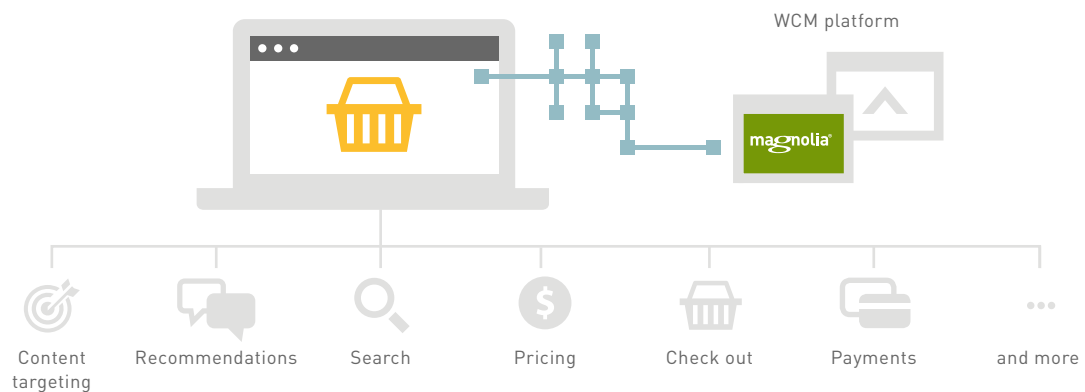 WCM platform
magnolia®
$
Content
targeting
Recommendations
Search
Pricing
Check out
Payments
and more